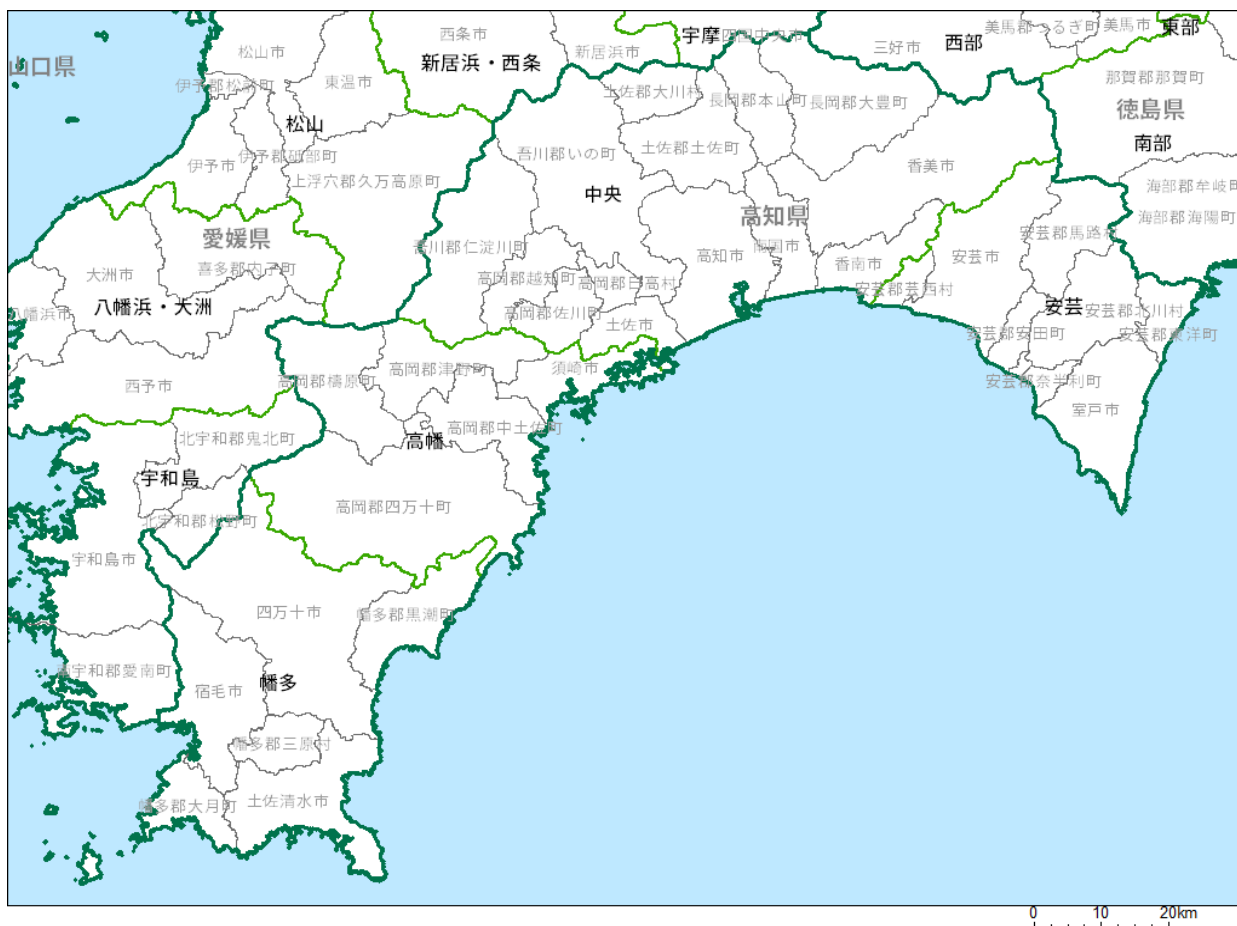 美馬郡つるぎ町
美馬市
東部
松山市
西条市
新居浜市
宇摩
四国中央市
三好市
西部
新居浜・西条
山口県
伊予郡松前町
東温市
土佐郡大川村
長岡郡本山町
長岡郡大豊町
那賀郡那賀町
徳島県
松山
伊予市
伊予郡砥部町
吾川郡いの町
土佐郡土佐町
香美市
南部
上浮穴郡久万高原町
中央
海部郡牟岐町
海部郡海陽町
高知県
愛媛県
吾川郡仁淀川町
高知市
南国市
安芸郡馬路村
安芸市
大洲市
喜多郡内子町
高岡郡越知町
高岡郡日高村
香南市
安芸郡芸西村
八幡浜・大洲
八幡浜市
高岡郡佐川町
土佐市
安芸
安芸郡北川村
安芸郡安田町
安芸郡東洋町
西予市
高岡郡檮原町
高岡郡津野町
須崎市
安芸郡奈半利町
室戸市
北宇和郡鬼北町
高幡
高岡郡中土佐町
宇和島
北宇和郡松野町
高岡郡四万十町
宇和島市
四万十市
幡多郡黒潮町
南宇和郡愛南町
宿毛市
幡多
幡多郡三原村
幡多郡大月町
土佐清水市
0 10 20km